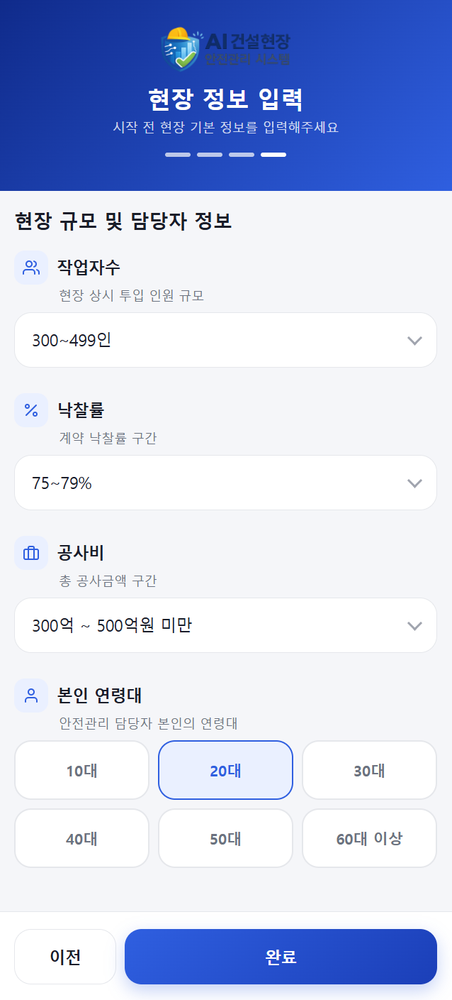 AI 건설현장
안전관리 시스템
현장 정보 입력
시작 전 현장 기본 정보를 입력해주세요
현장 규모 및 담당자 정보
작업자수
현장 상시 투입 인원 규모
300~499인
낙찰률
계약 낙찰률 구간
75~79%
공사비
총 공사금액 구간
300억 ~ 500억원 미만
본인 연령대
안전관리 담당자 본인의 연령대
10대 20대 30대
40대 50대 60대 이상
이전 완료